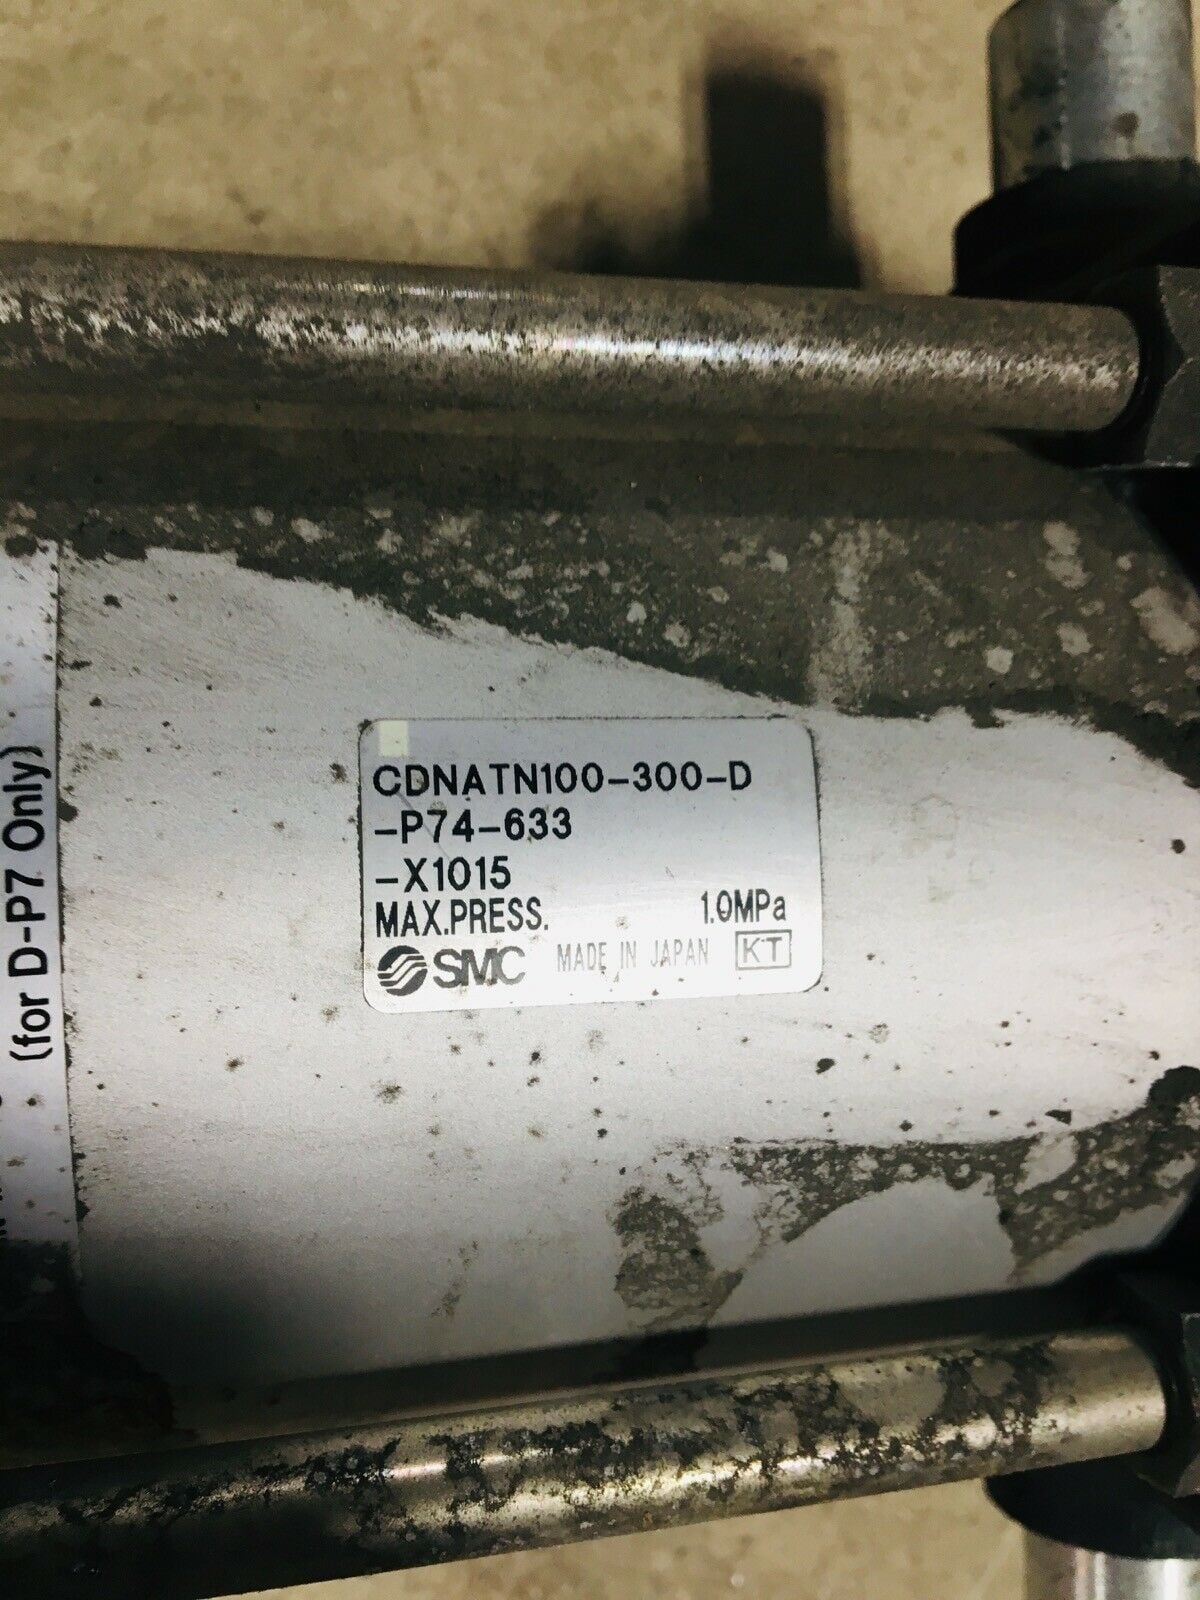 (for D-P7 Only)
CDNATN100-300-D
-P74-633
-X1015
MAX.PRESS. 1.0MPa
SMC MADE IN JAPAN KT